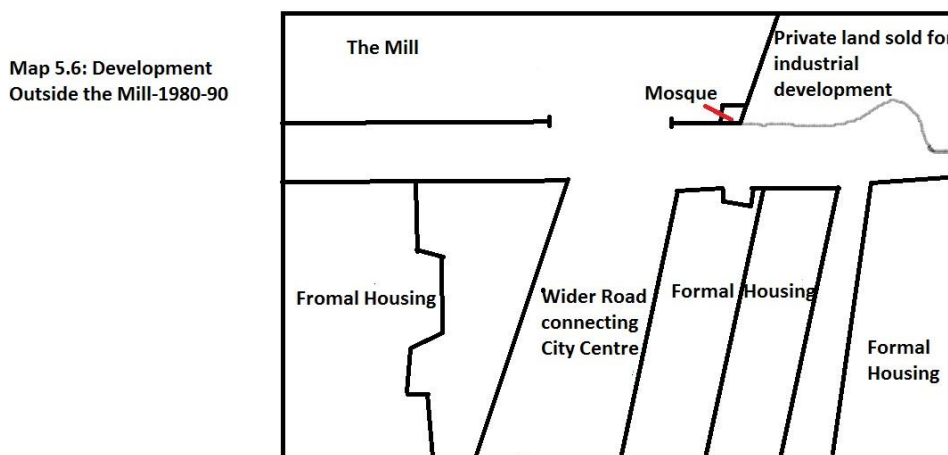 Map 5.6: Development
Outside the Mill-1980-90
The Mill
Private land sold for
industrial
development
Mosque
Fromal Housing
Wider Road
connecting
City Centre
Formal Housing
Formal
Housing